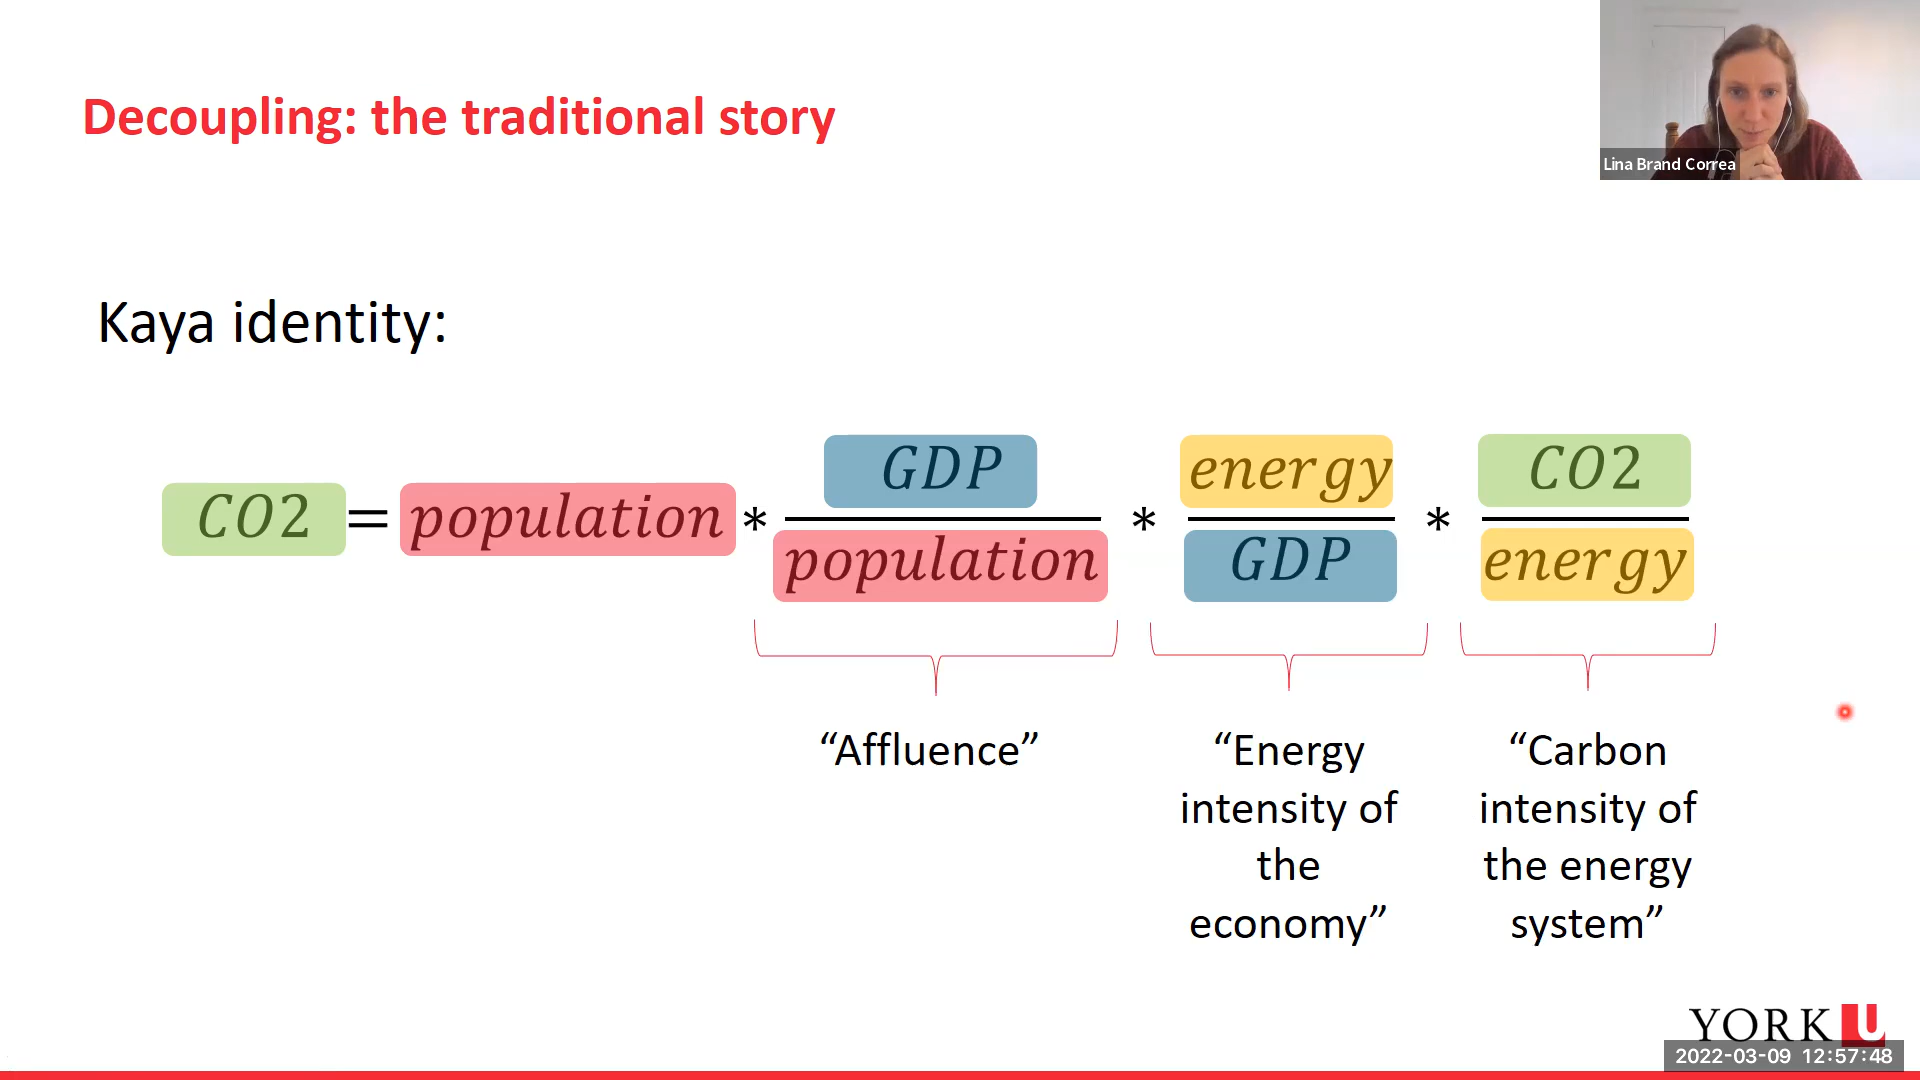 Decoupling: the traditional story
Lina Brand Correa
Kaya identity:
CO2 = population * GDP/population * energy/GDP * CO2/energy
“Affluence”
“Energy
intensity of
the
economy”
“Carbon
intensity of
the energy
system”
YORK U
2022-03-09 12:57:48